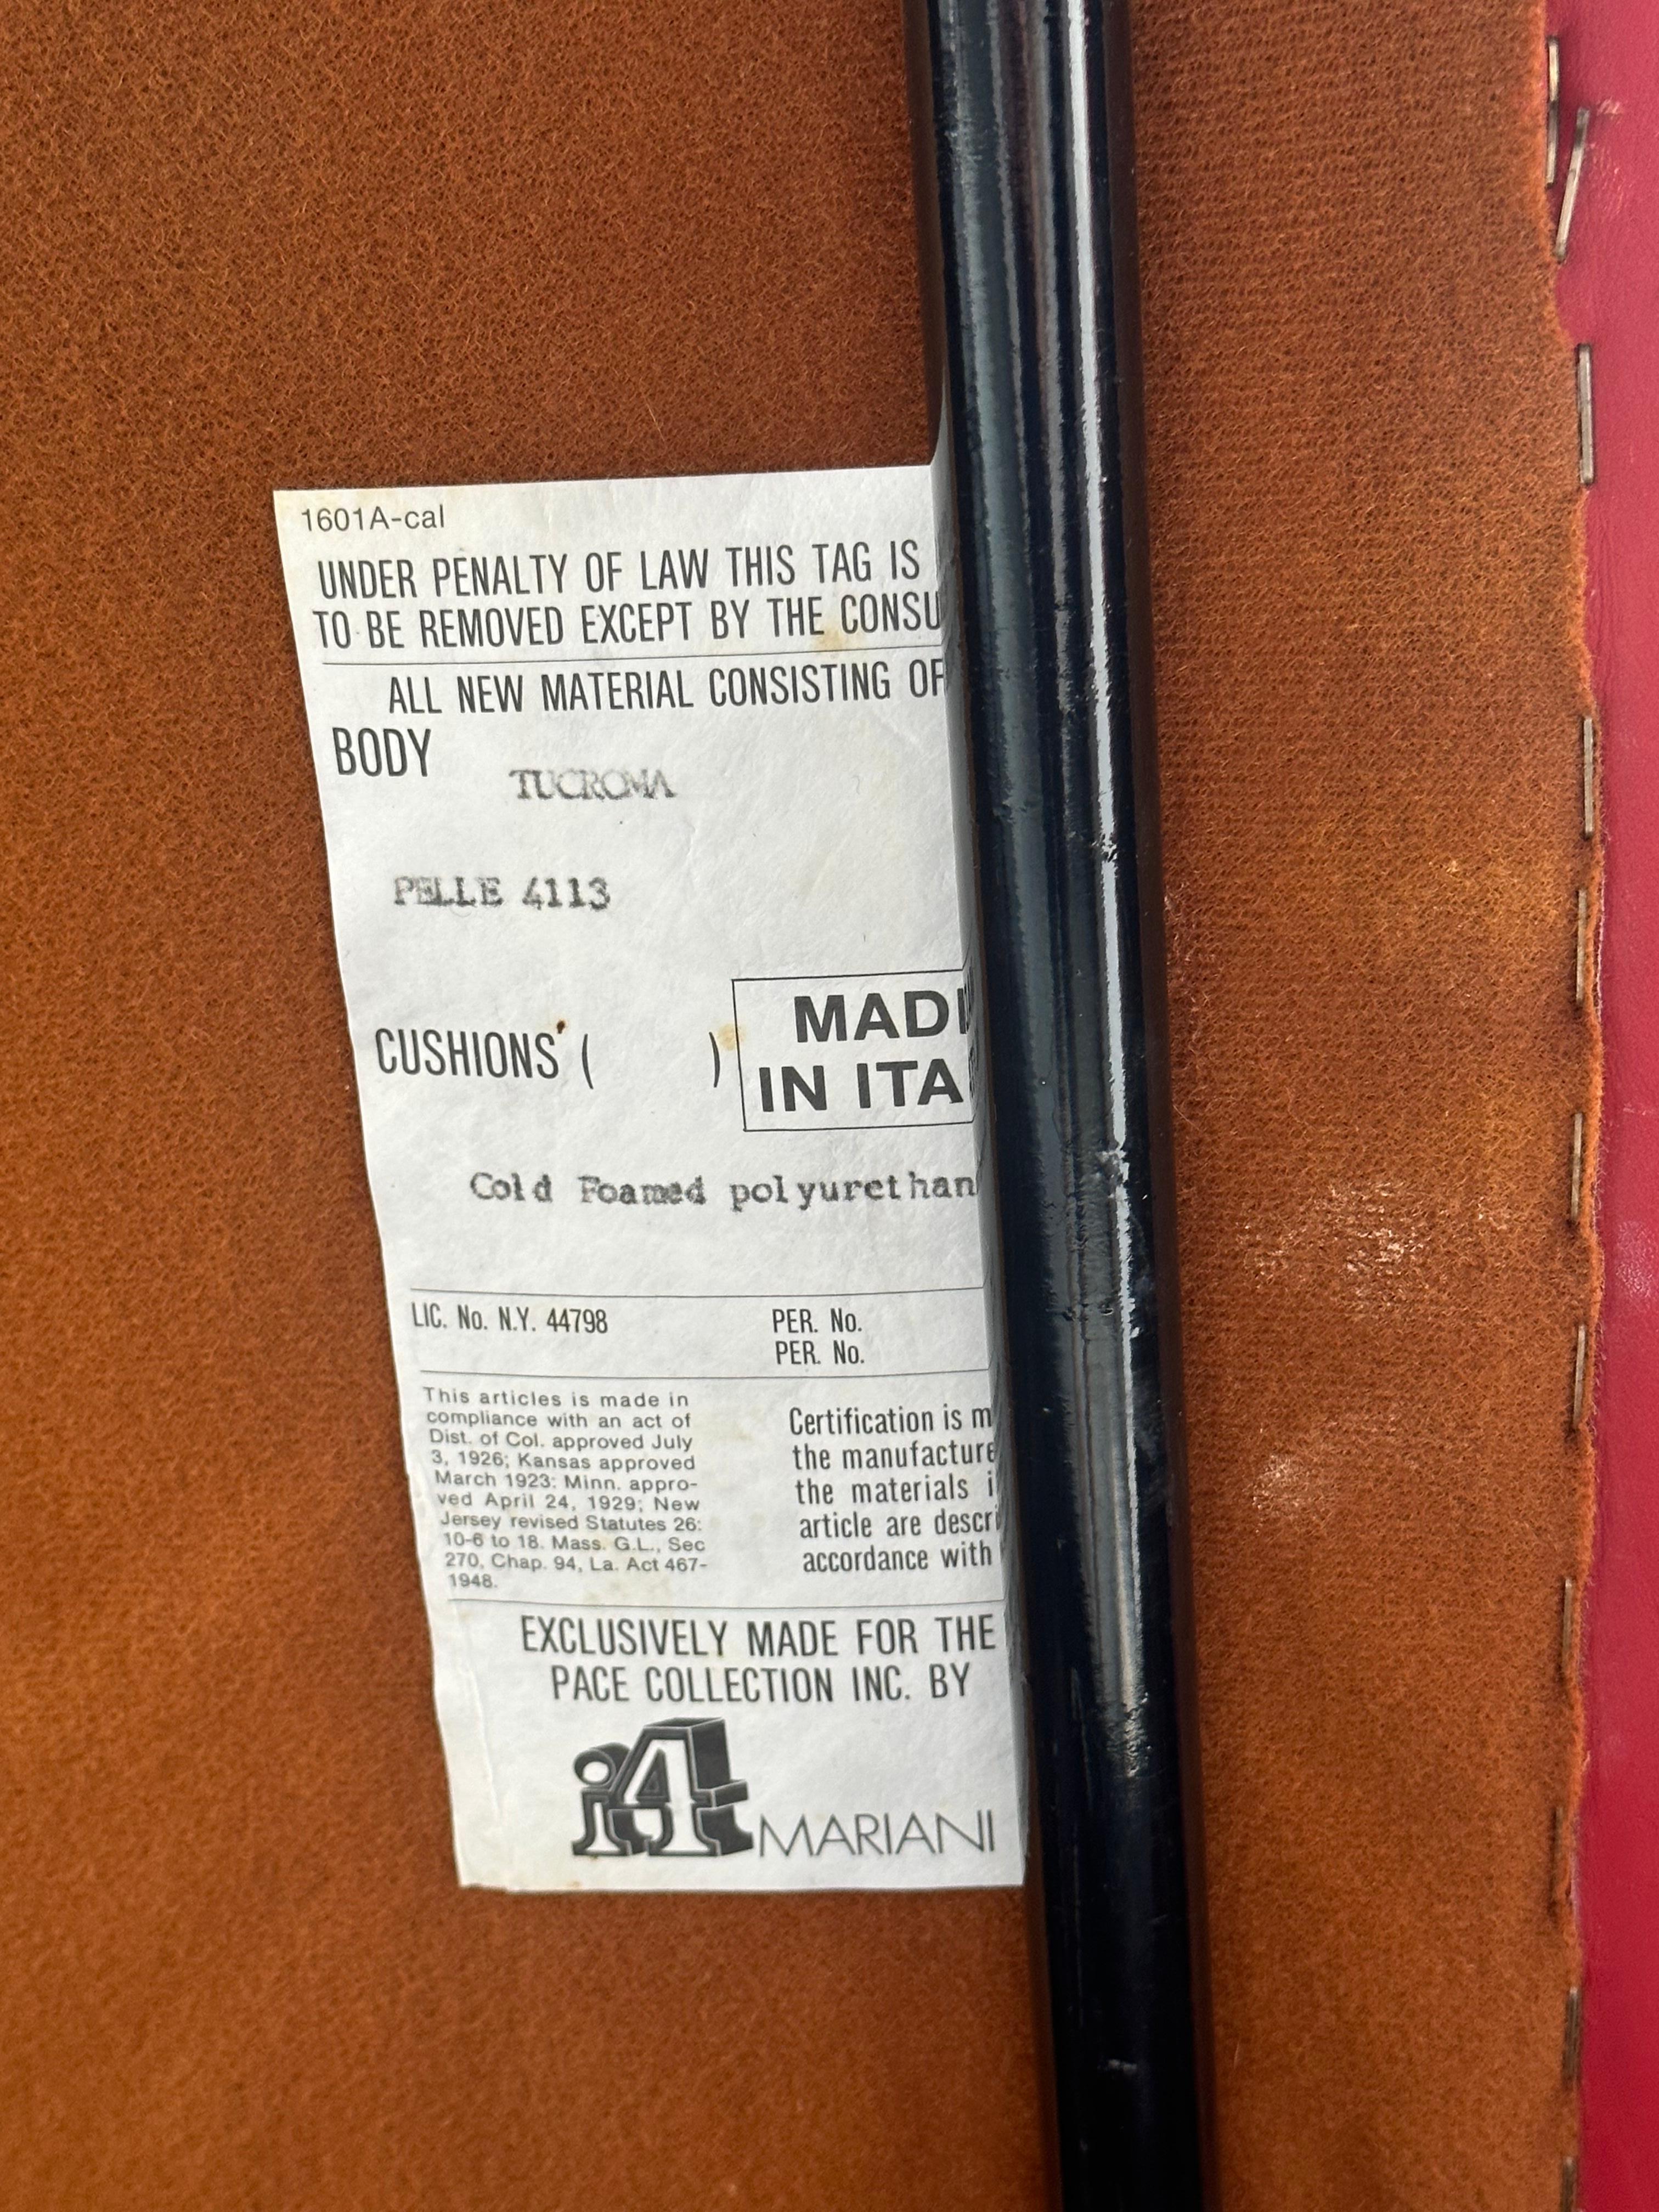 1601A-cal
UNDER PENALTY OF LAW THIS TAG IS
TO BE REMOVED EXCEPT BY THE CONSU
ALL NEW MATERIAL CONSISTING OF
BODY
TUCROMA
PELLE 4113
CUSHIONS ( )
MADE
IN ITA
Cold Foamed polyurethan
LIC. No. N.Y. 44798
PER. No.
PER. No.
This articles is made in
compliance with an act of
Dist. of Col. approved July
3, 1926; Kansas approved
March 1923: Minn. appro-
ved April 24, 1929; New
Jersey revised Statutes 26:
10-6 to 18. Mass. G.L., Sec
270, Chap. 94, La. Act 467-
1948.
Certification is m
the manufacture
the materials i
article are descri
accordance with
EXCLUSIVELY MADE FOR THE
PACE COLLECTION INC. BY
i4 MARIANI